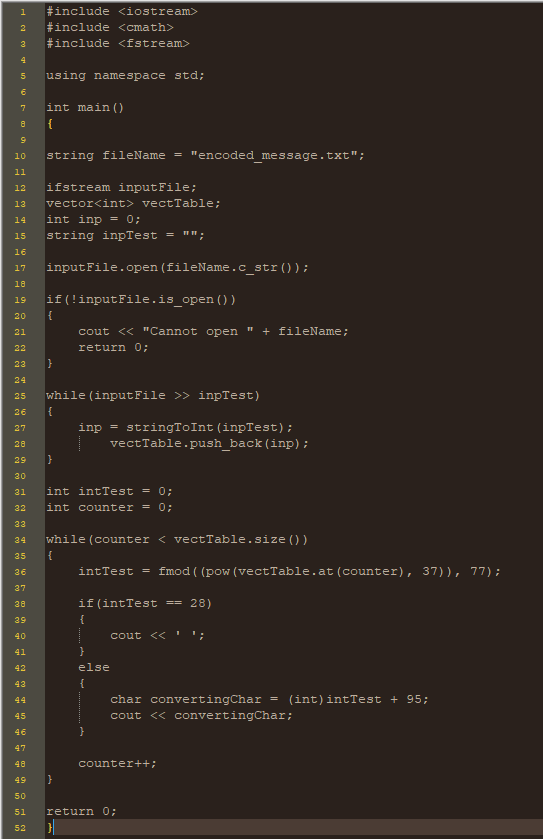 1 #include <iostream>
2 #include <cmath>
3 #include <fstream>
4
5 using namespace std;
6
7 int main()
8 {
9
10 string fileName = "encoded_message.txt";
11
12 ifstream inputFile;
13 vector<int> vectTable;
14 int inp = 0;
15 string inpTest = "";
16
17 inputFile.open(fileName.c_str());
18
19 if(!inputFile.is_open())
20 {
21     cout << "Cannot open " + fileName;
22     return 0;
23 }
24
25 while(inputFile >> inpTest)
26 {
27     inp = stringToInt(inpTest);
28         vectTable.push_back(inp);
29 }
30
31 int intTest = 0;
32 int counter = 0;
33
34 while(counter < vectTable.size())
35 {
36     intTest = fmod((pow(vectTable.at(counter), 37)), 77);
37
38     if(intTest == 28)
39     {
40         cout << ' ';
41     }
42     else
43     {
44         char convertingChar = (int)intTest + 95;
45         cout << convertingChar;
46     }
47
48     counter++;
49 }
50
51 return 0;
52 }